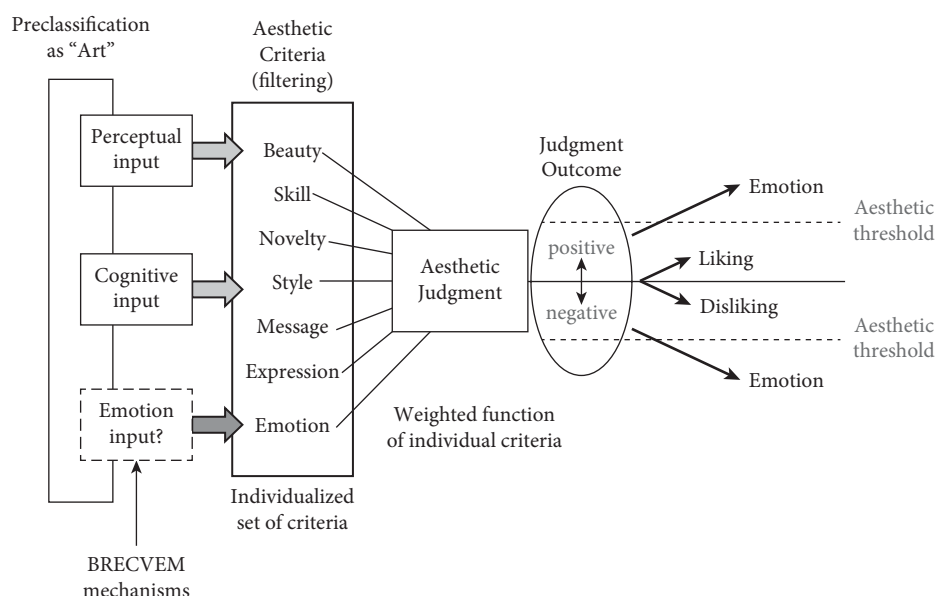 Preclassification
as “Art”
Aesthetic
Criteria
(filtering)
Perceptual
input
Cognitive
input
Emotion
input?
BRECVEM
mechanisms
Beauty
Skill
Novelty
Style
Message
Expression
Emotion
Individualized
set of criteria
Aesthetic
Judgment
Weighted function
of individual criteria
Judgment
Outcome
positive
negative
Emotion
Aesthetic
threshold
Liking
Disliking
Aesthetic
threshold
Emotion